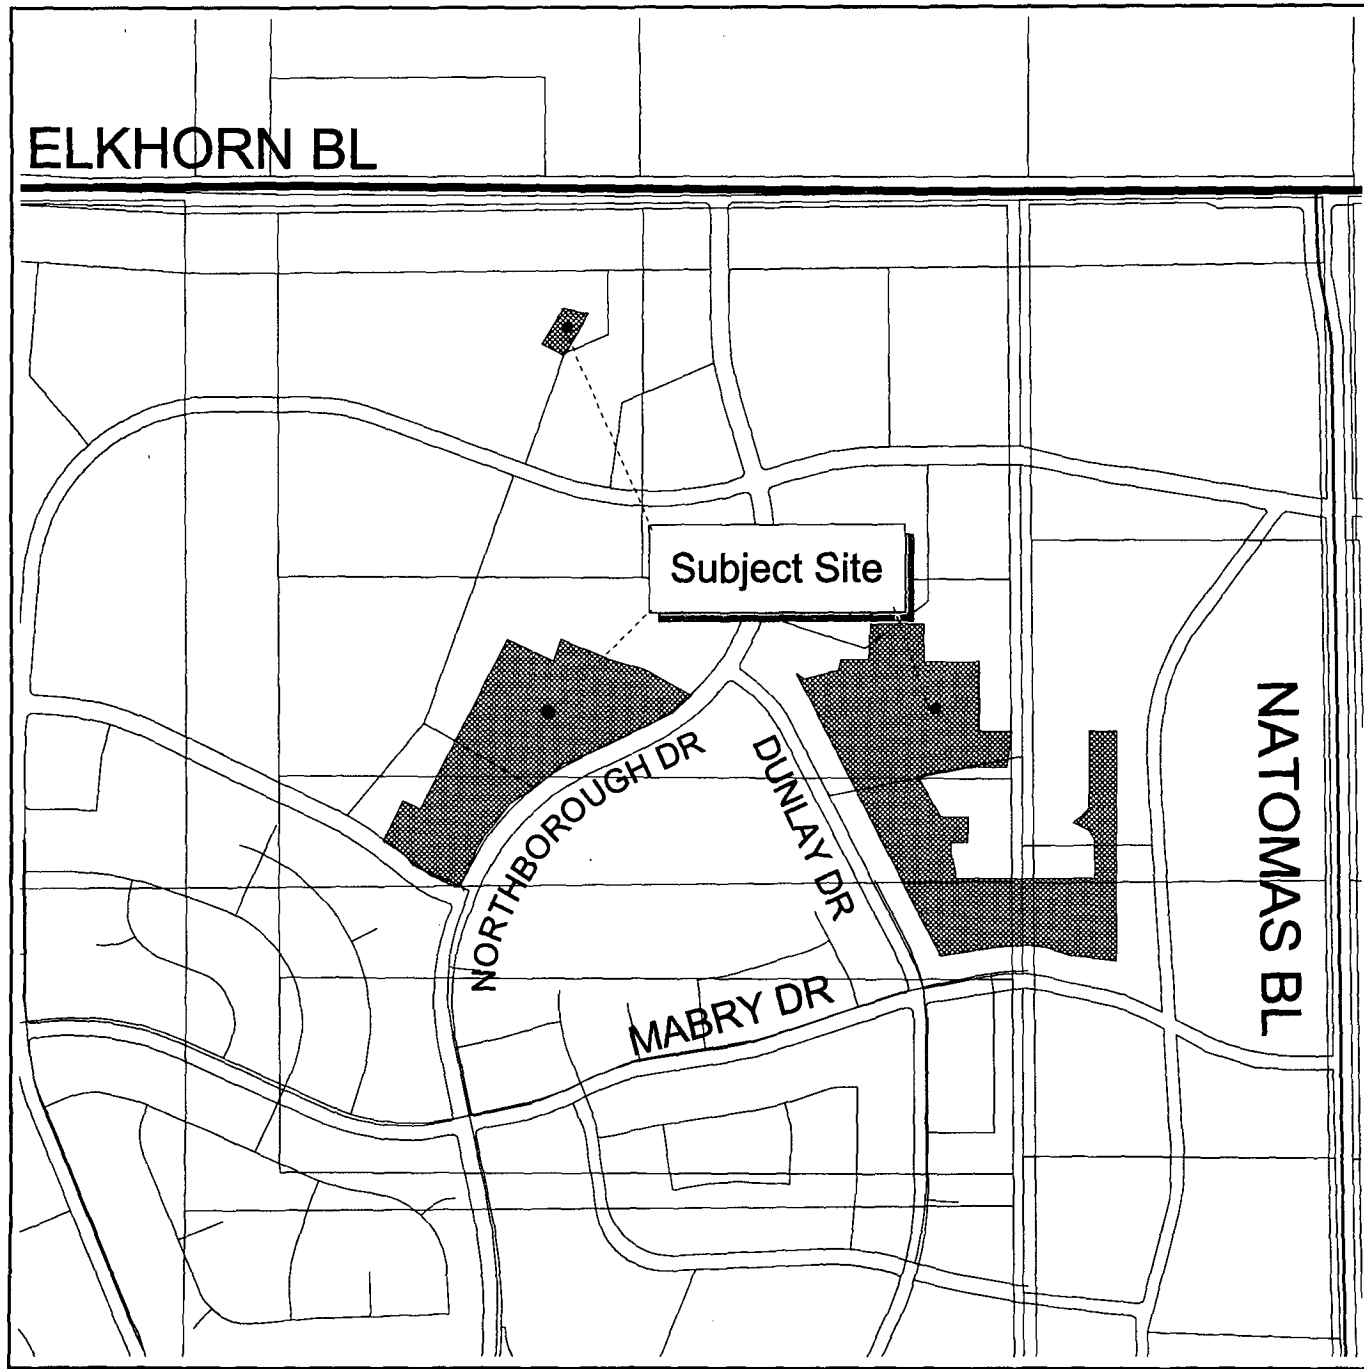 ELKHORN BL
Subject Site
NORTHBOROUGH DR
DUNLAY DR
NATOMAS BL
MABRY DR